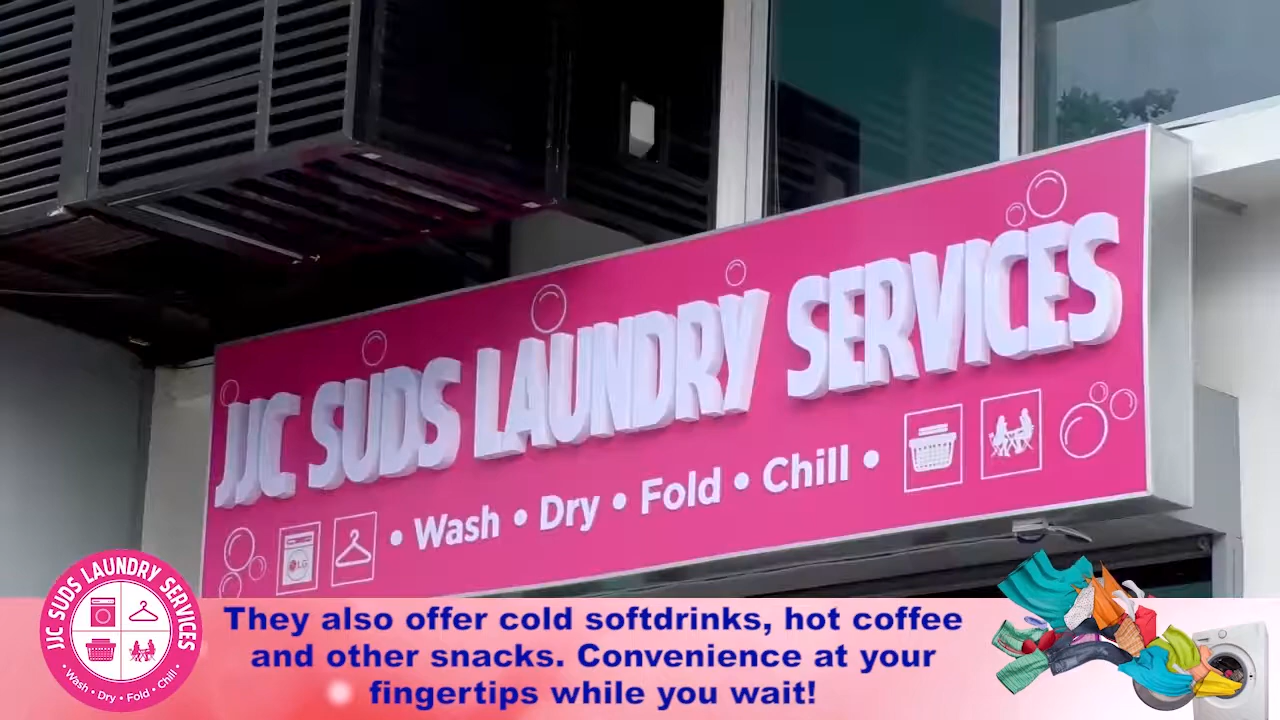 JJC SUDS LAUNDRY SERVICES
• Wash • Dry • Fold • Chill •
LG
JJC SUDS LAUNDRY SERVICES
• Wash • Dry • Fold • Chill •
They also offer cold softdrinks, hot coffee
and other snacks. Convenience at your
fingertips while you wait!